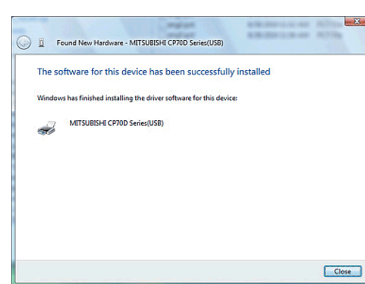 Found New Hardware - MITSUBISHI CP70D Series(USB)
The software for this device has been successfully installed
Windows has finished installing the driver software for this device:
MITSUBISHI CP70D Series(USB)
Close